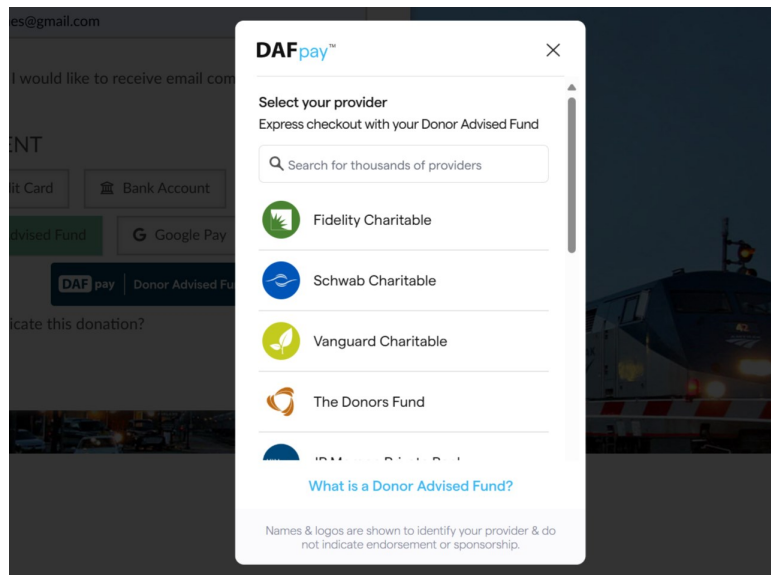 es@gmail.com
I would like to receive email com
ENT
dit Card
Bank Account
dvised Fund
G Google Pay
DAF pay | Donor Advised Fu
icate this donation?
DAFpay™
Select your provider
Express checkout with your Donor Advised Fund
Search for thousands of providers
Fidelity Charitable
Schwab Charitable
Vanguard Charitable
The Donors Fund
What is a Donor Advised Fund?
Names & logos are shown to identify your provider & do
not indicate endorsement or sponsorship.